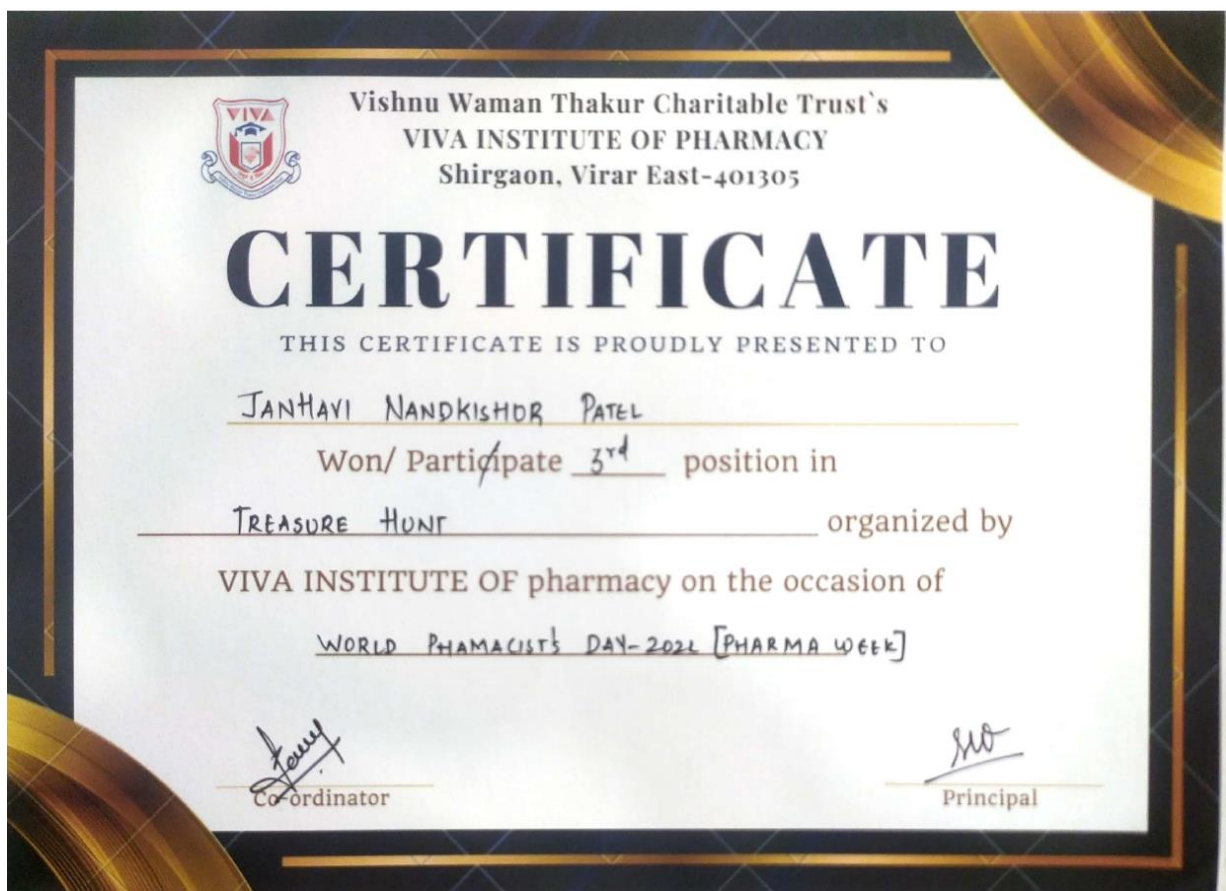 VIVA
Vishnu Waman Thakur Charitable Trust`s
VIVA INSTITUTE OF PHARMACY
Shirgaon, Virar East-401305
CERTIFICATE
THIS CERTIFICATE IS PROUDLY PRESENTED TO
JANHAVI NANDKISHOR PATEL
Won/ Participate 3rd position in
TREASURE HUNT organized by
VIVA INSTITUTE OF pharmacy on the occasion of
WORLD PHAMACIST's DAY-2022 [PHARMA WEEK]
Co-ordinator
Principal